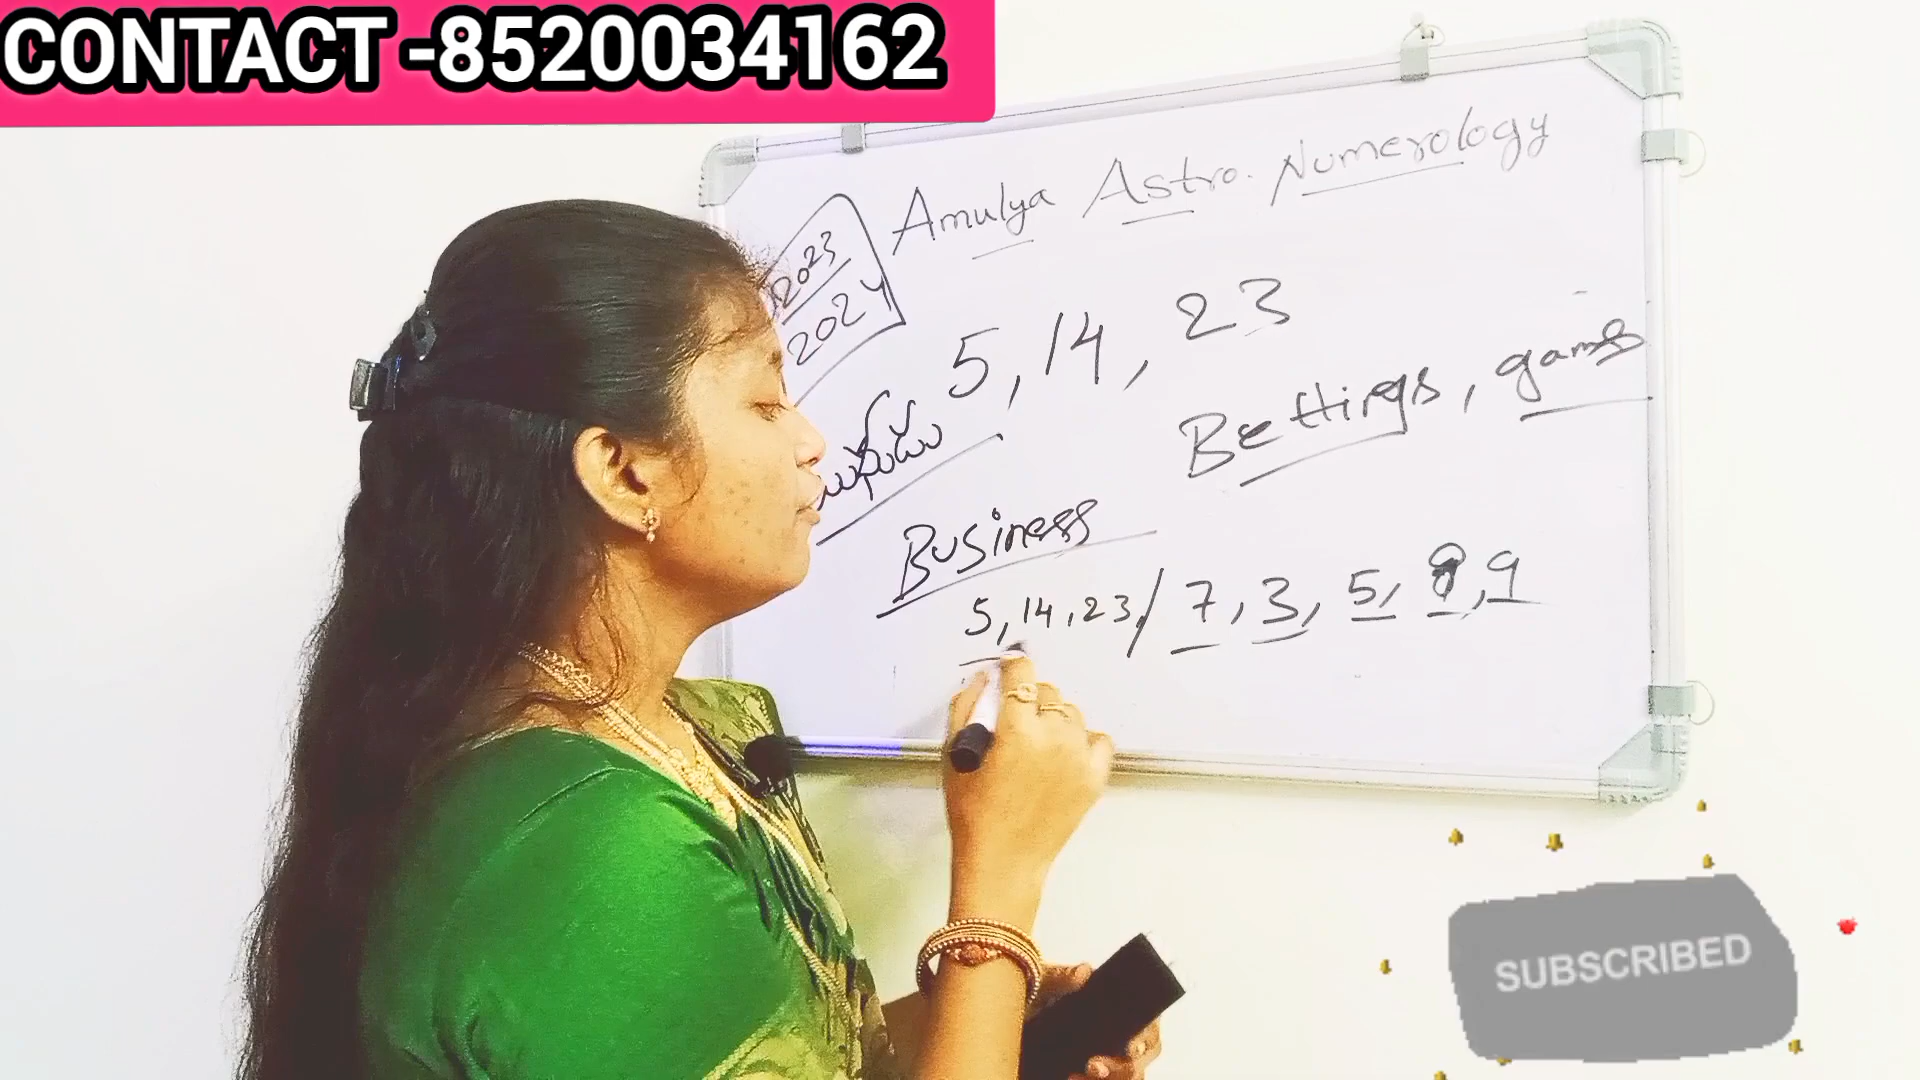 CONTACT -8520034162
Amulya Astro. Numerology
2023
2024
5, 14, 23
Bettings, games
Business
5, 14, 23, / 7, 3, 5, 8, 9
SUBSCRIBED